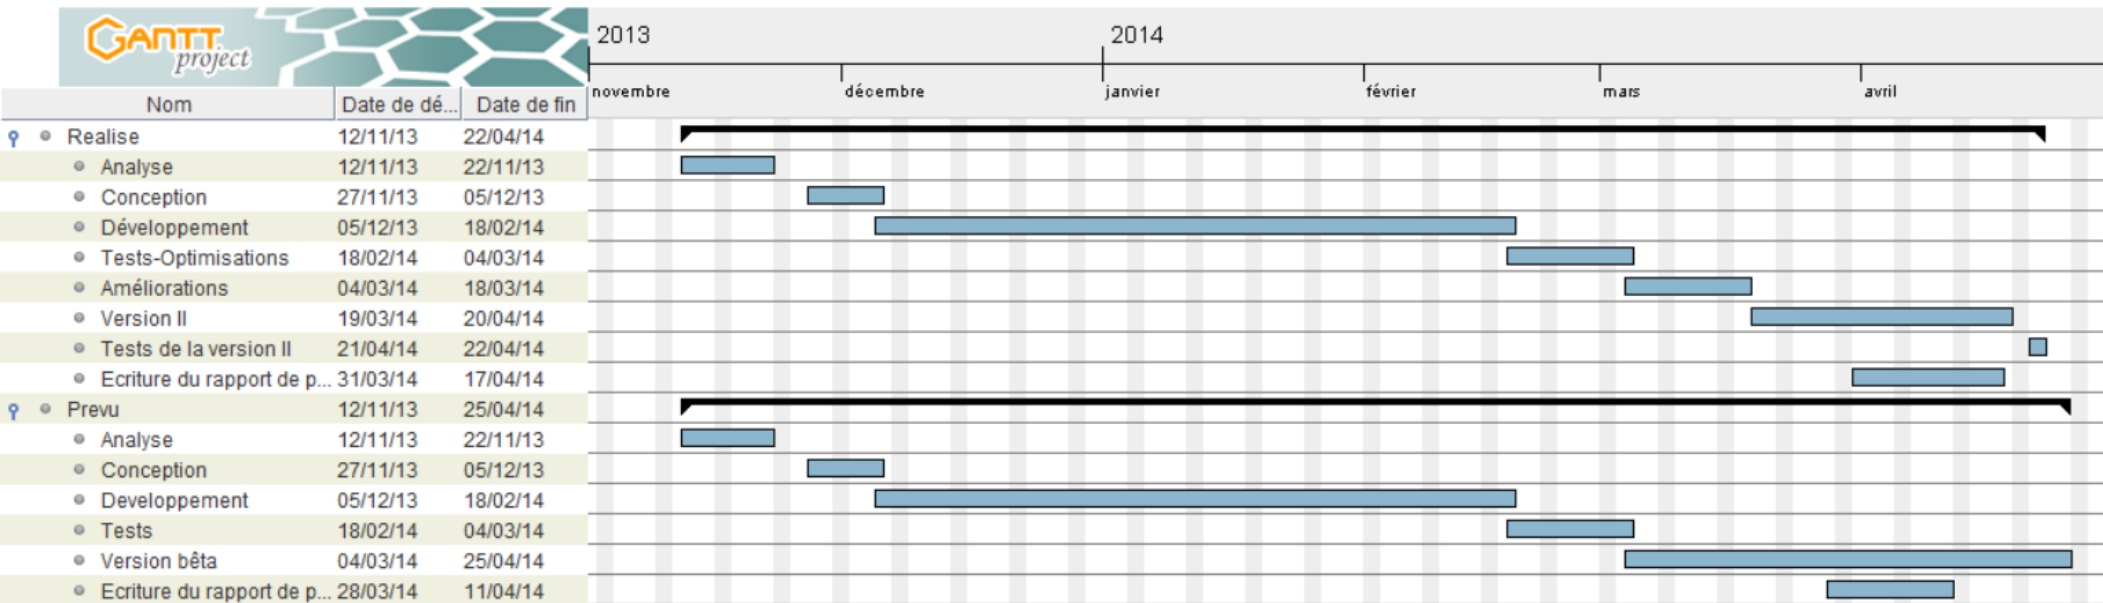 GANTT
project
2013 2014
novembre décembre janvier février mars avril
Nom Date de dé... Date de fin
Realise 12/11/13 22/04/14
Analyse 12/11/13 22/11/13
Conception 27/11/13 05/12/13
Développement 05/12/13 18/02/14
Tests-Optimisations 18/02/14 04/03/14
Améliorations 04/03/14 18/03/14
Version II 19/03/14 20/04/14
Tests de la version II 21/04/14 22/04/14
Ecriture du rapport de p... 31/03/14 17/04/14
Prevu 12/11/13 25/04/14
Analyse 12/11/13 22/11/13
Conception 27/11/13 05/12/13
Developpement 05/12/13 18/02/14
Tests 18/02/14 04/03/14
Version bêta 04/03/14 25/04/14
Ecriture du rapport de p... 28/03/14 11/04/14